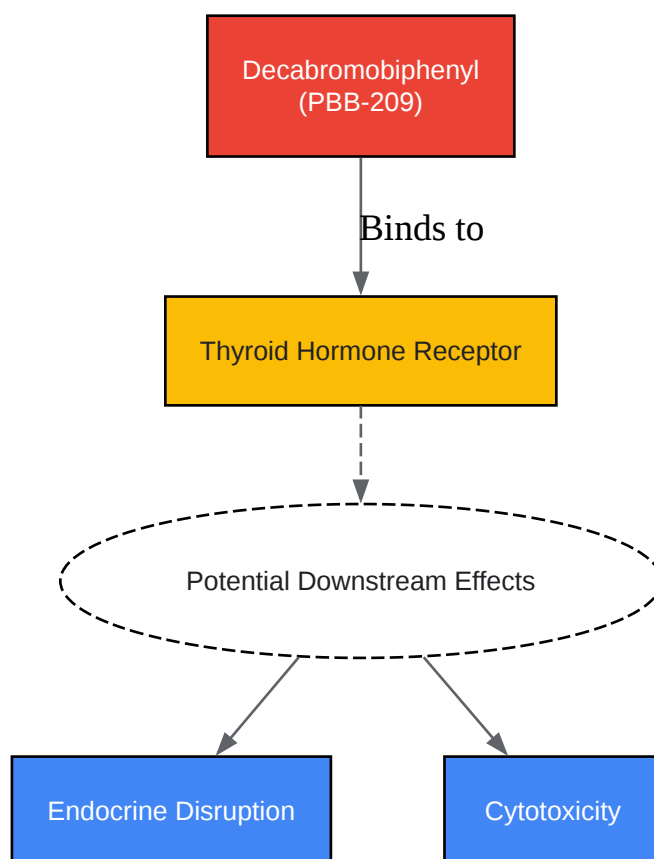 Decabromobiphenyl
(PBB-209)
Binds to
Thyroid Hormone Receptor
Potential Downstream Effects
Endocrine Disruption
Cytotoxicity